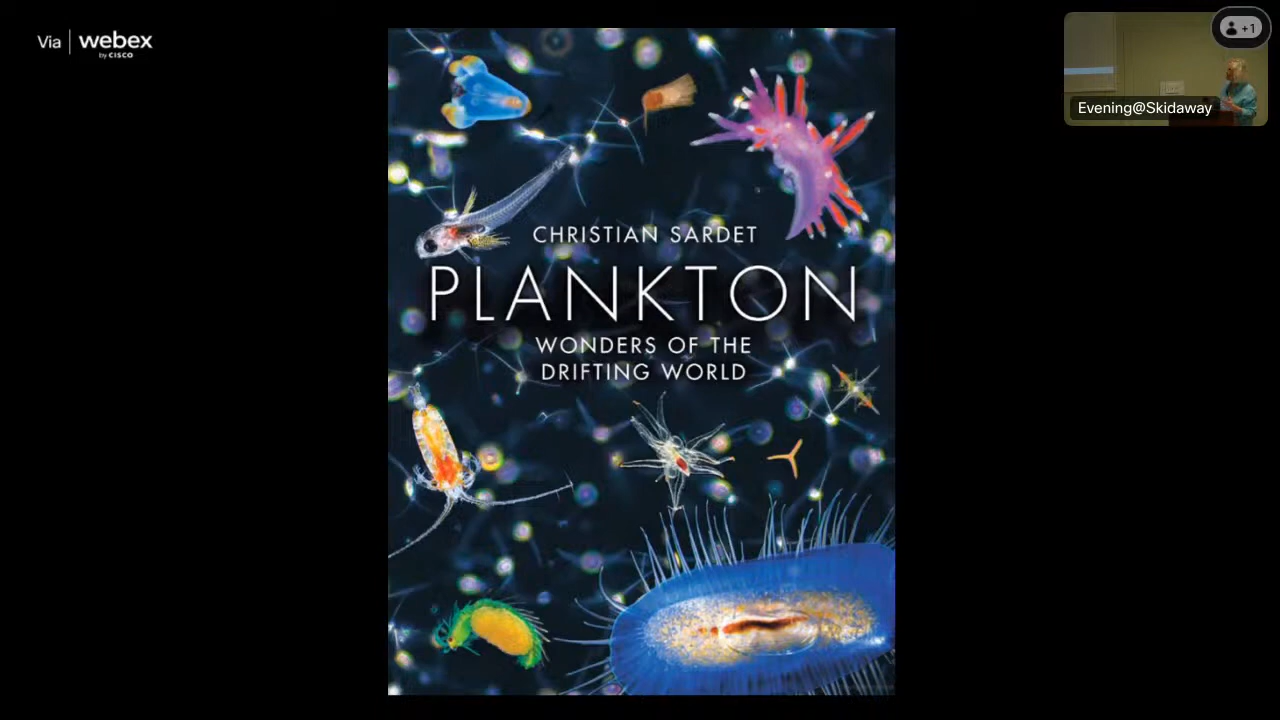 Via webex
by CISCO
+1
Evening@Skidaway
CHRISTIAN SARDET
PLANKTON
WONDERS OF THE
DRIFTING WORLD